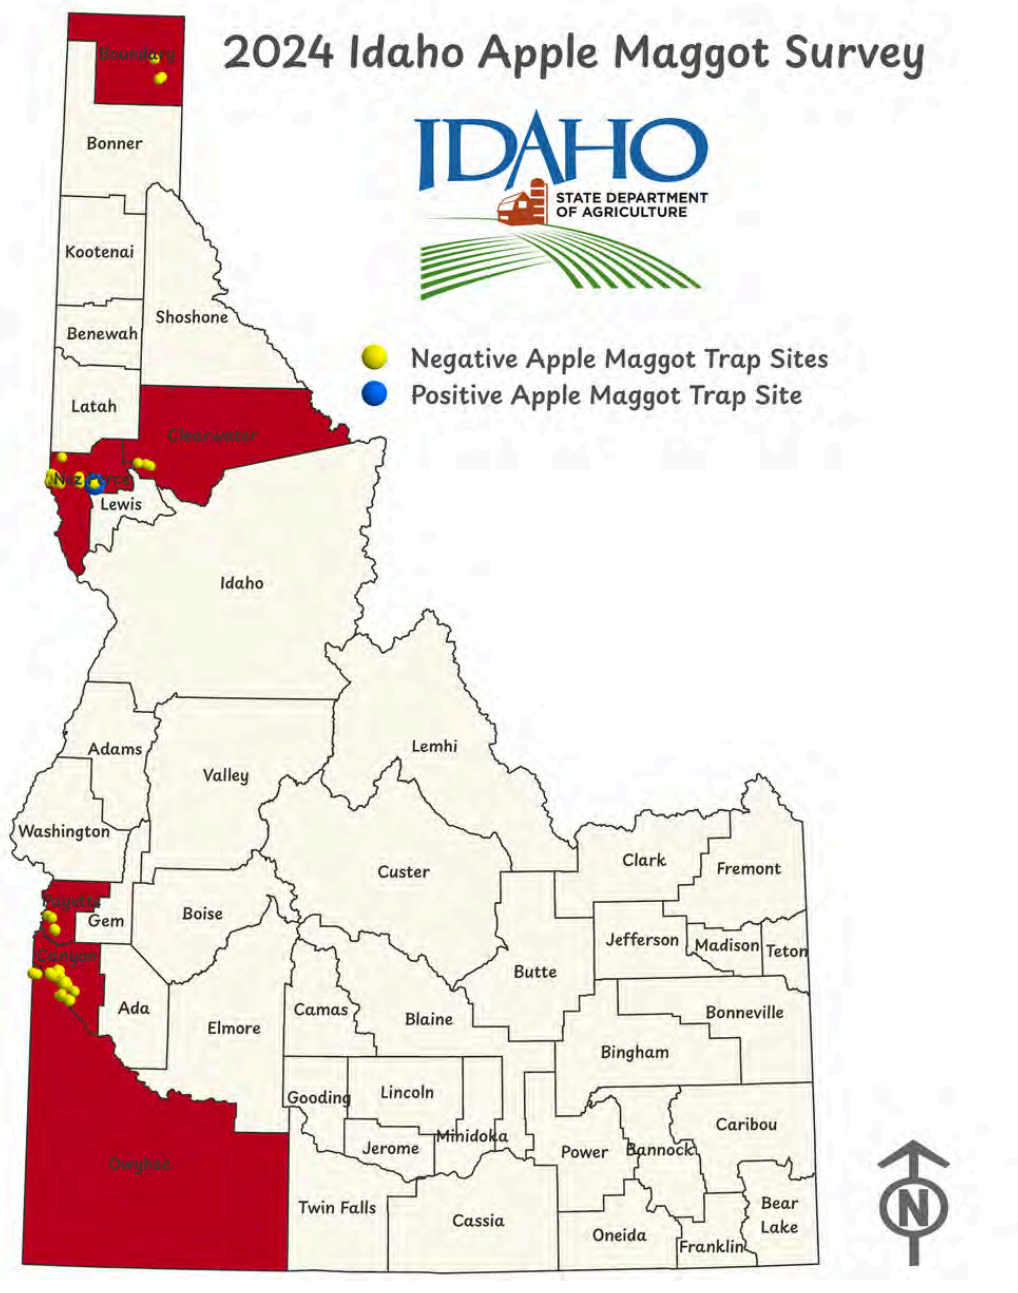 2024 Idaho Apple Maggot Survey
IDAHO
STATE DEPARTMENT
OF AGRICULTURE
Negative Apple Maggot Trap Sites
Positive Apple Maggot Trap Site
Boundary
Bonner
Kootenai
Shoshone
Benewah
Latah
Clearwater
Nez Perce
Lewis
Idaho
Lemhi
Adams
Valley
Washington
Clark
Fremont
Custer
Payette
Gem
Boise
Jefferson
Madison
Teton
Canyon
Butte
Ada
Camas
Blaine
Bonneville
Elmore
Bingham
Gooding
Lincoln
Caribou
Minidoka
Jerome
Power
Bannock
Owyhee
Twin Falls
Cassia
Bear
Lake
Oneida
Franklin
N